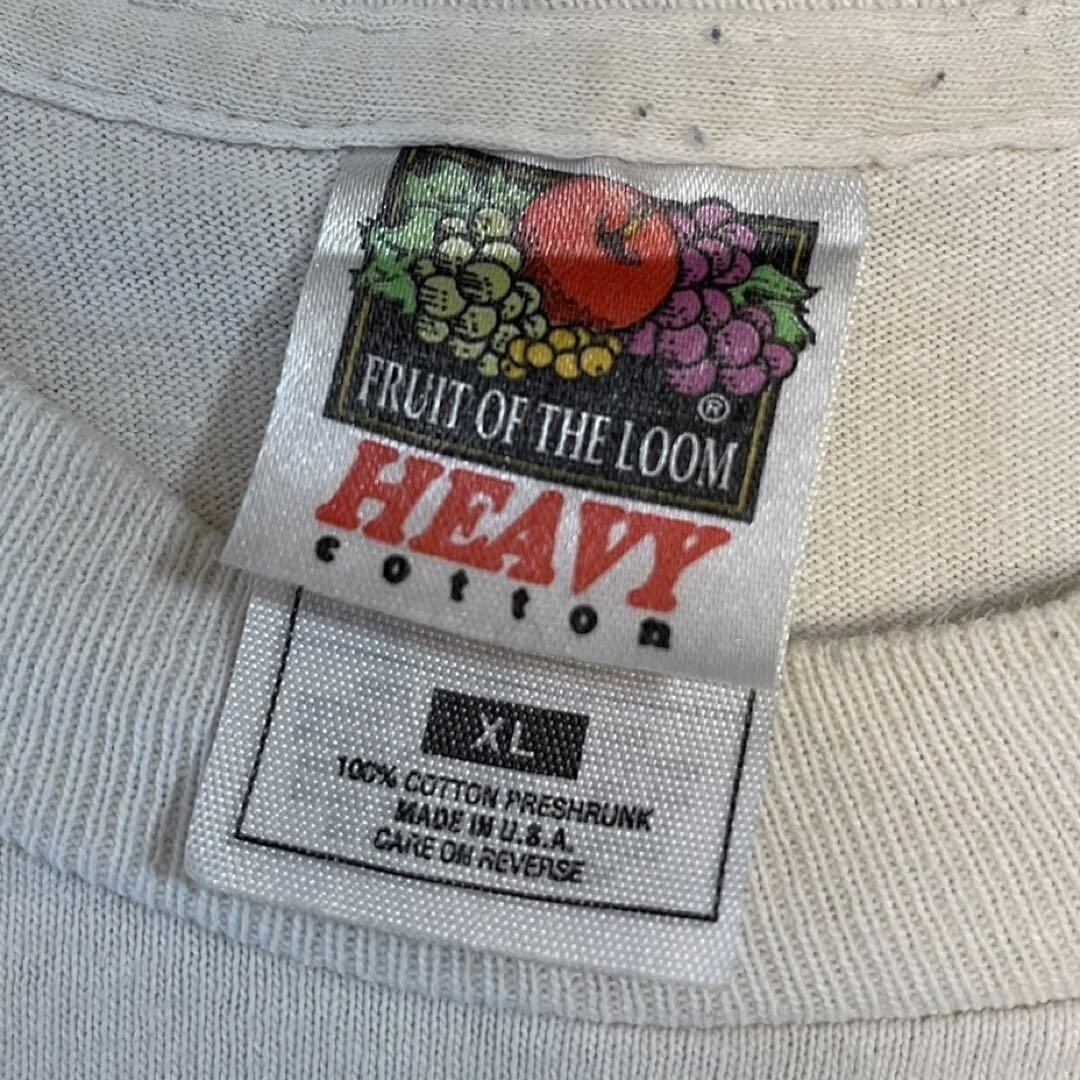 FRUIT OF THE LOOM ®
HEAVY
cotton
XL
100% COTTON PRESHRUNK
MADE IN U.S.A.
CARE ON REVERSE